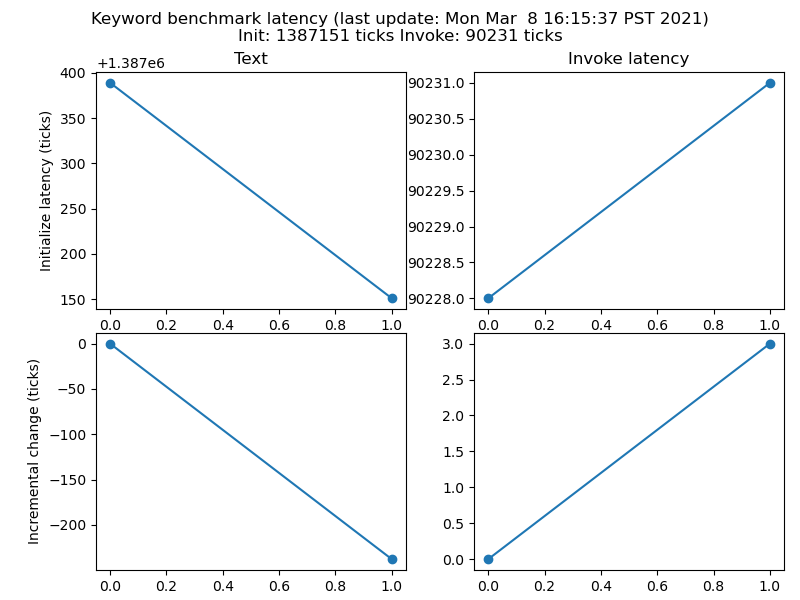 Keyword benchmark latency (last update: Mon Mar  8 16:15:37 PST 2021)
Init: 1387151 ticks Invoke: 90231 ticks
Text
Invoke latency
+1.387e6
Initialize latency (ticks)
400
350
300
250
200
150
0.0 0.2 0.4 0.6 0.8 1.0
90231.0
90230.5
90230.0
90229.5
90229.0
90228.5
90228.0
0.0 0.2 0.4 0.6 0.8 1.0
Incremental change (ticks)
0
−50
−100
−150
−200
0.0 0.2 0.4 0.6 0.8 1.0
3.0
2.5
2.0
1.5
1.0
0.5
0.0
0.0 0.2 0.4 0.6 0.8 1.0